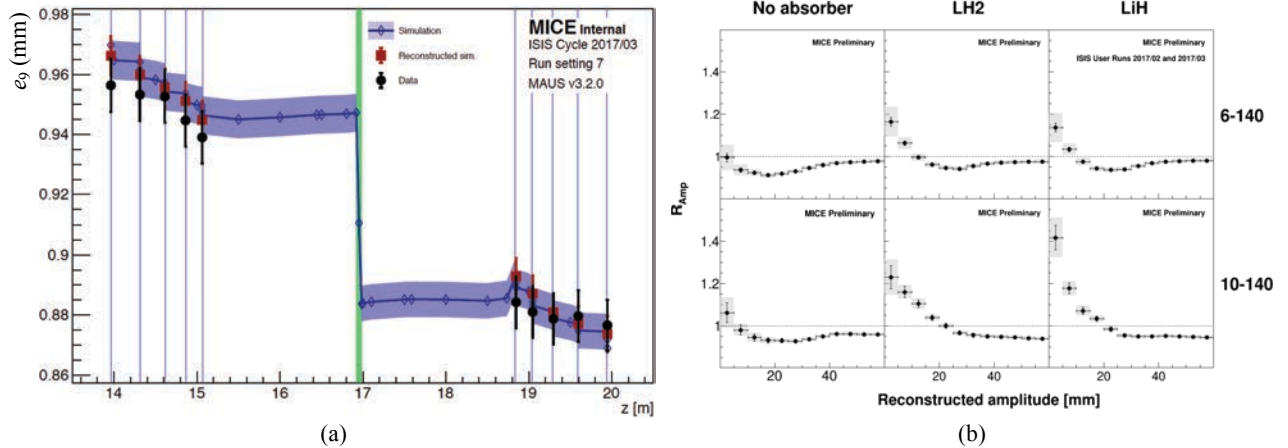 0.98
0.96
0.94
0.92
0.9
0.88
0.86
e₉ (mm)
Simulation
Reconstructed sim.
Data
MICE Internal
ISIS Cycle 2017/03
Run setting 7
MAUS v3.2.0
14 15 16 17 18 19 20
z [m]
(a)
No absorber LH2 LiH
MICE Preliminary MICE Preliminary MICE Preliminary
ISIS User Runs 2017/02 and 2017/03
1.4
1.2
1
6-140
R_Amp
MICE Preliminary MICE Preliminary MICE Preliminary
1.4
1.2
1
10-140
20 40 20 40 20 40
Reconstructed amplitude [mm]
(b)